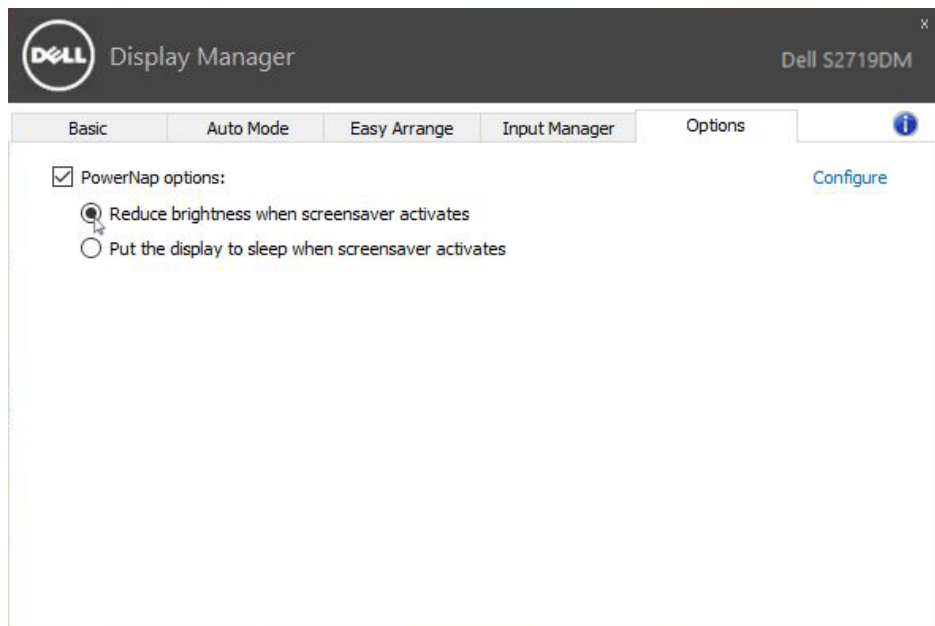 x
DELL Display Manager
Dell S2719DM
Basic Auto Mode Easy Arrange Input Manager Options i
PowerNap options: Configure
Reduce brightness when screensaver activates
Put the display to sleep when screensaver activates